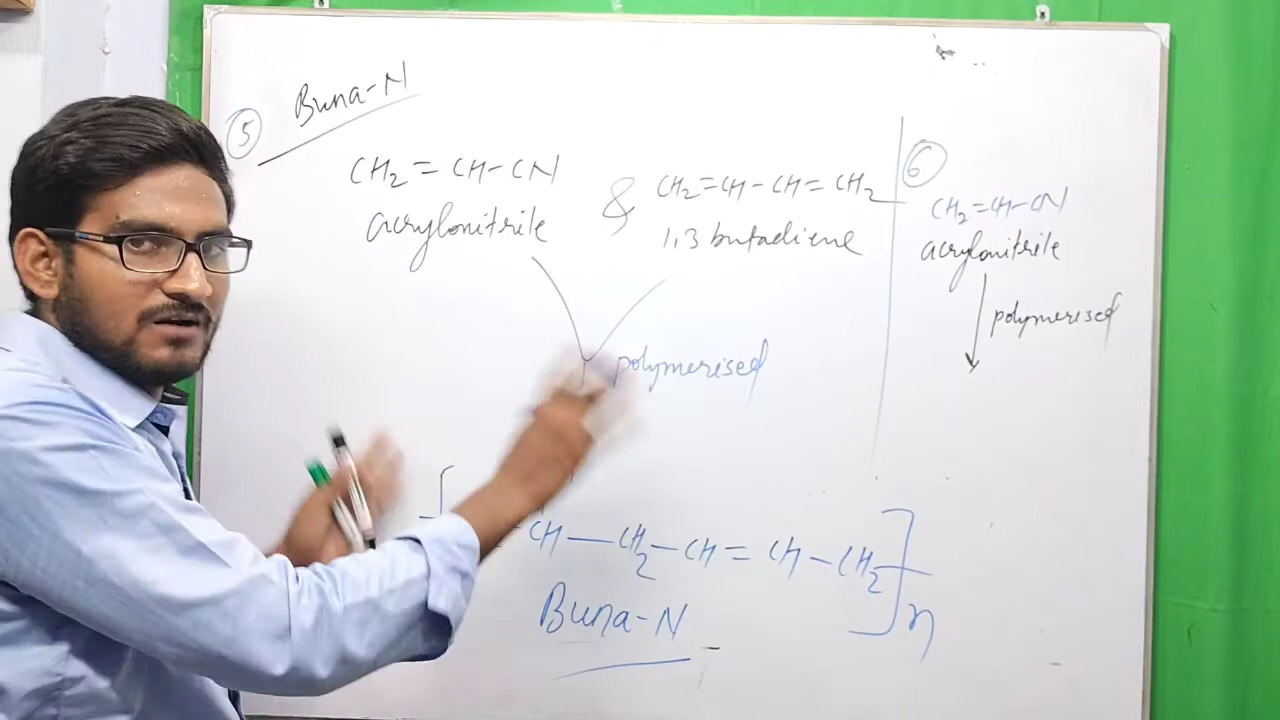 5 Buna-N
CH2=CH-CN & CH2=CH-CH=CH2
acrylonitrile 1,3 butadiene
polymerised
CH—CH2-CH=CH-CH2
n
Buna-N
6
CH2=CH-CN
acrylonitrile
polymerised